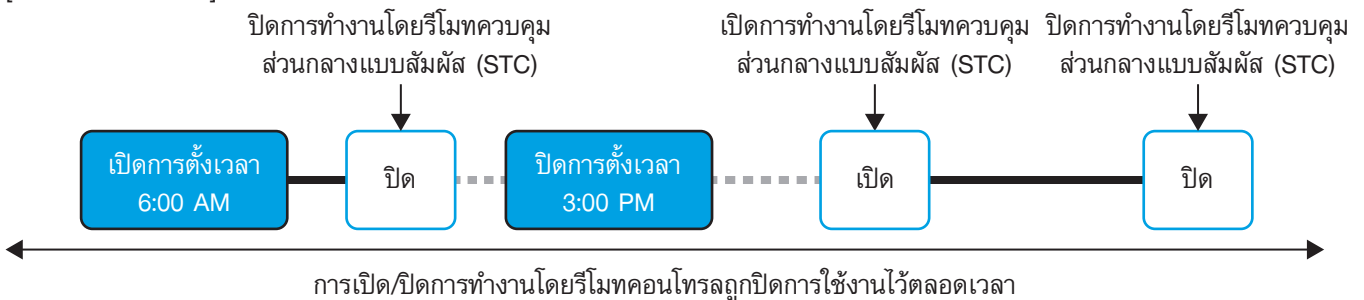 ปิดการทำงานโดยรีโมทควบคุม
ส่วนกลางแบบสัมผัส (STC)
เปิดการทำงานโดยรีโมทควบคุม
ส่วนกลางแบบสัมผัส (STC)
ปิดการทำงานโดยรีโมทควบคุม
ส่วนกลางแบบสัมผัส (STC)
เปิดการตั้งเวลา
6:00 AM
ปิด
ปิดการตั้งเวลา
3:00 PM
เปิด
ปิด
การเปิด/ปิดการทำงานโดยรีโมทคอนโทรลถูกปิดการใช้งานไว้ตลอดเวลา